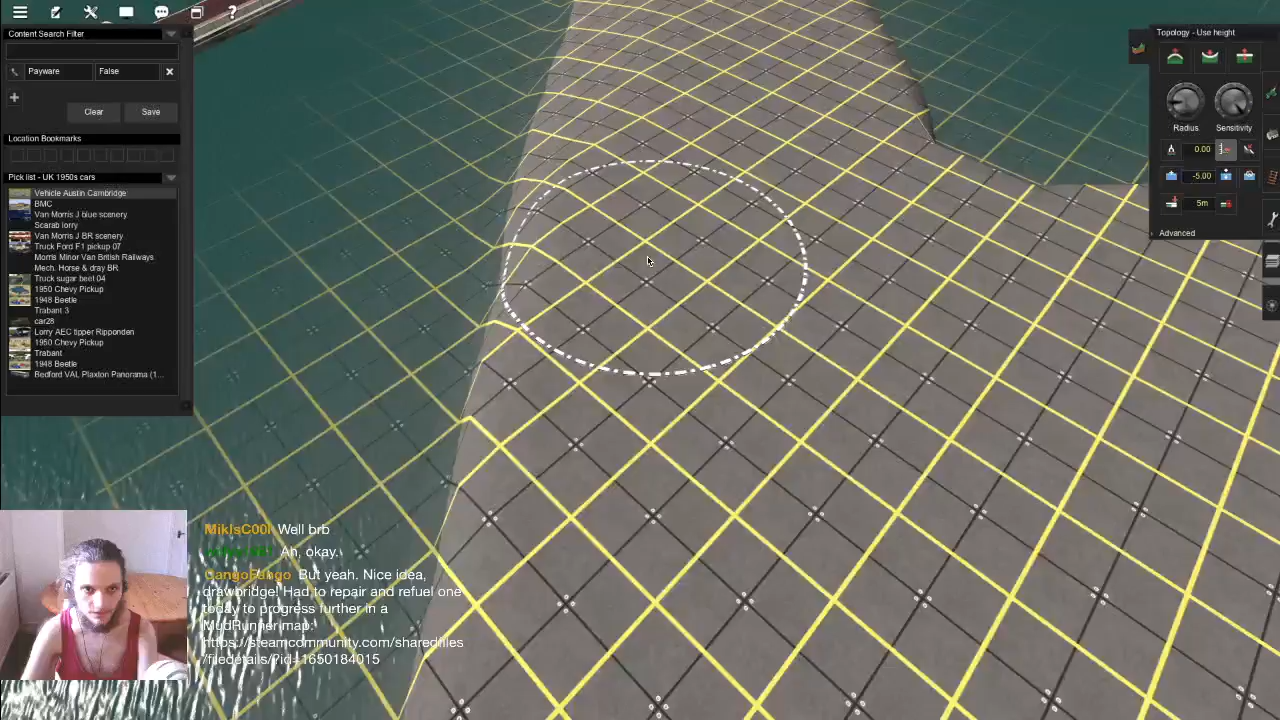 Content Search Filter
Payware
False
Clear
Save
Location Bookmarks
Pick list - UK 1950s cars
Vehicle Austin Cambridge
BMC
Van Morris J blue scenery
Scarab lorry
Van Morris J BR scenery
Truck Ford F1 pickup 07
Morris Minor Van British Railways
Mech. Horse & dray BR
Truck sugar beet 04
1950 Chevy Pickup
1948 Beetle
Trabant 3
car28
Lorry AEC tipper Ripponden
1950 Chevy Pickup
Trabant
1948 Beetle
Bedford VAL Plaxton Panorama (1...
Topology - Use height
Radius
Sensitivity
0.00
-5.00
5m
Advanced
MiklsC00l Well brb
Ah, okay.
CangoFango But yeah. Nice idea,
drawbridge! Had to repair and refuel one
today to progress further in a
MudRunner map:
https://steamcommunity.com/sharedfiles
/filedetails/?id=1650184015